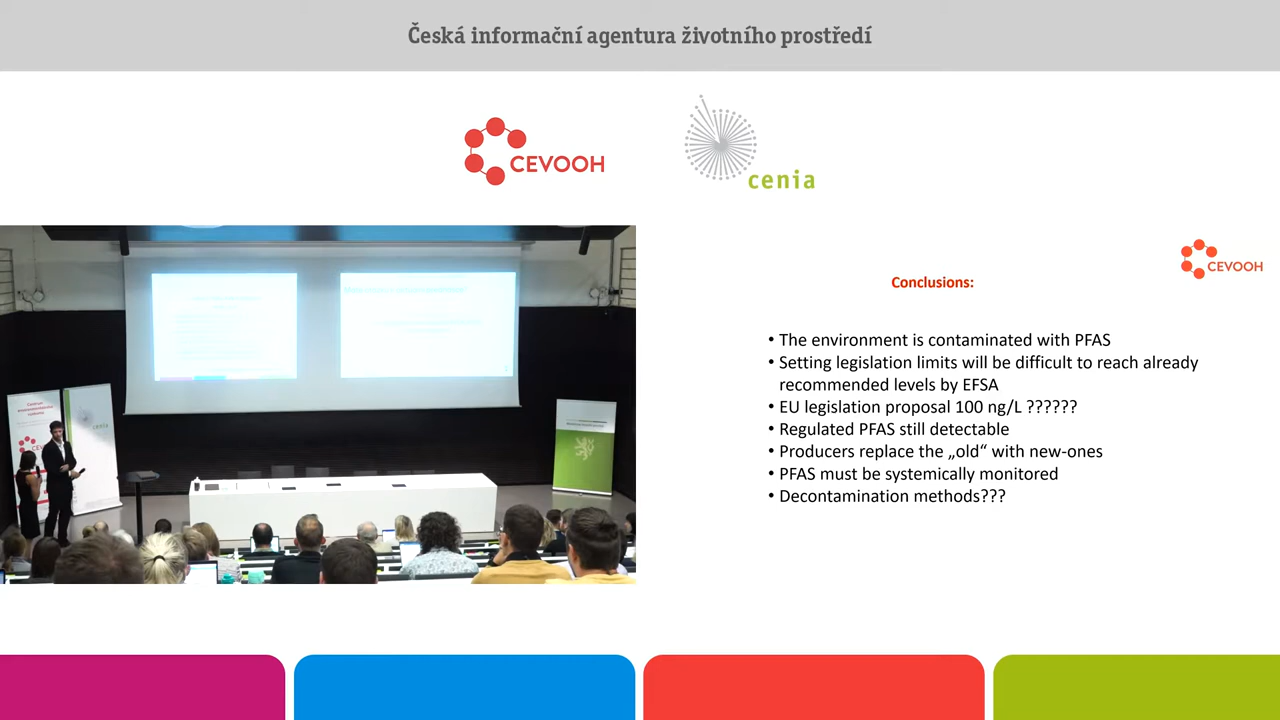 Česká informační agentura životního prostředí
CEVOOH
cenia
CEVOOH
Conclusions:
• The environment is contaminated with PFAS
• Setting legislation limits will be difficult to reach already
recommended levels by EFSA
• EU legislation proposal 100 ng/L ??????
• Regulated PFAS still detectable
• Producers replace the „old“ with new-ones
• PFAS must be systemically monitored
• Decontamination methods???
cenia